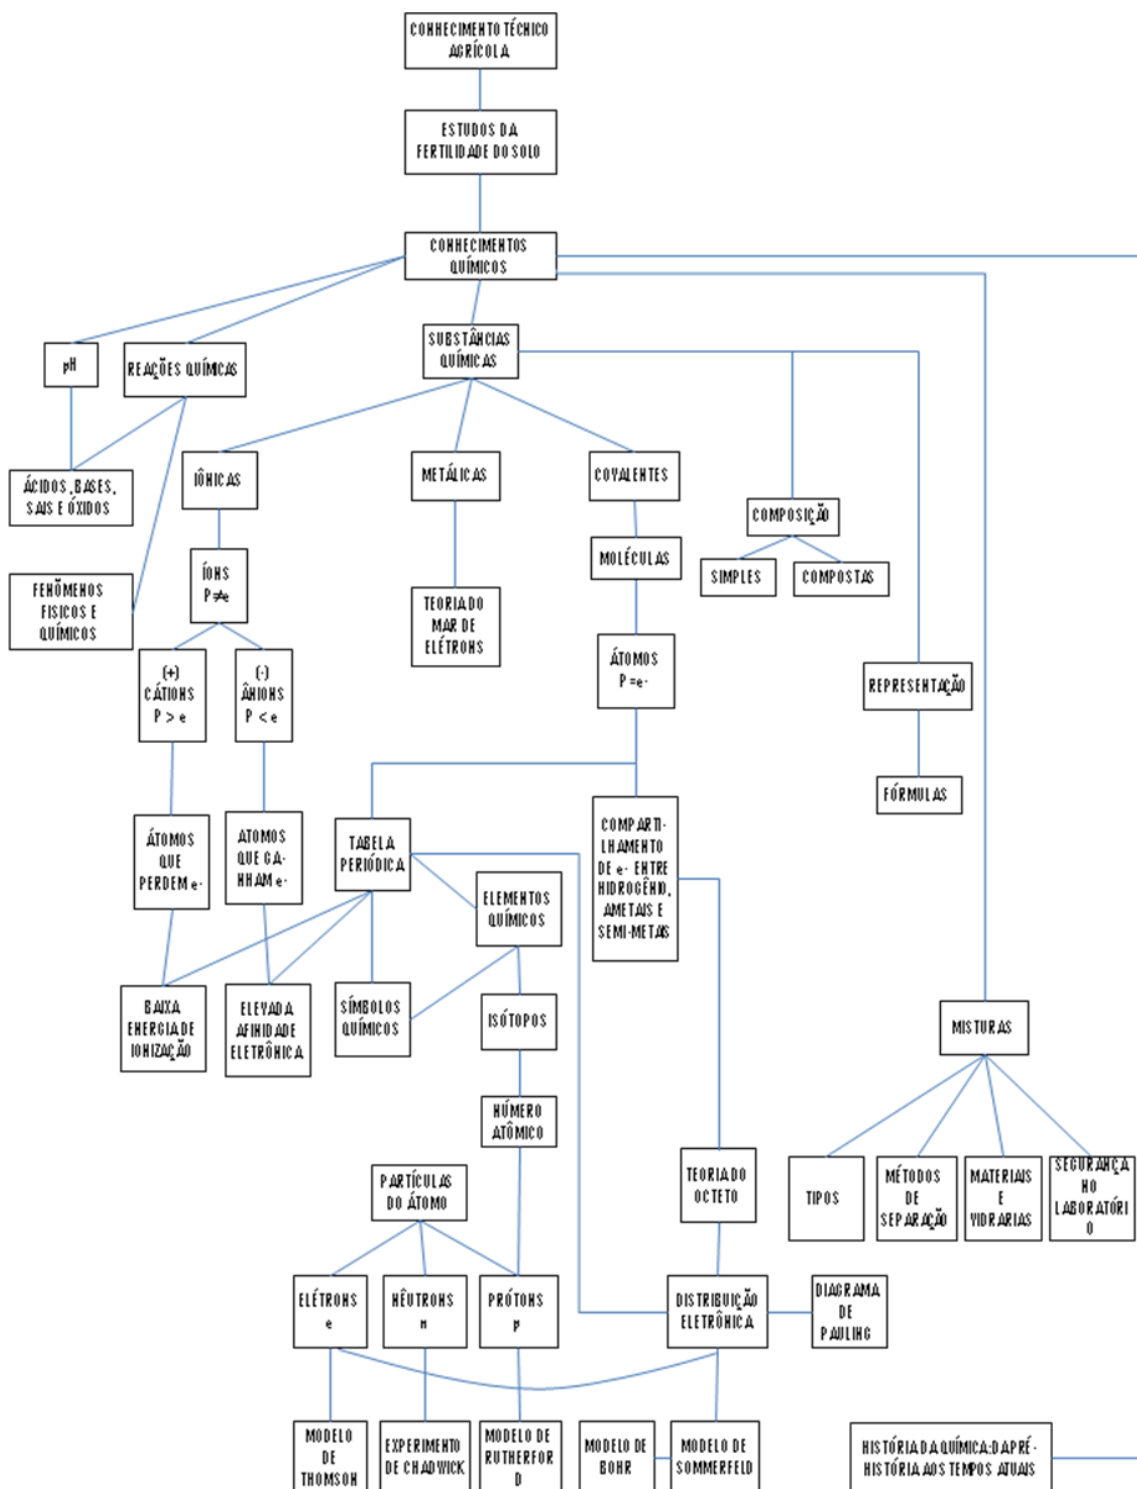 CONHECIMENTO TÉCNICO
AGRÍCOLA
ESTUDOS DA
FERTILIDADE DO SOLO
CONHECIMENTOS
QUÍMICOS
pH
REAÇÕES QUÍMICAS
SUBSTÂNCIAS
QUÍMICAS
ÁCIDOS, BASES,
SAIS E ÓXIDOS
IÔNICAS
METÁLICAS
COVALENTES
COMPOSIÇÃO
SIMPLES
COMPOSTAS
FENÔMENOS
FISICOS E
QUÍMICOS
ÍONS
P ≠ e
TEORIA DO
MAR DE
ELÉTRONS
MOLÉCULAS
(+)
CÁTIONS
P > e
(-)
ÂNIONS
P < e
ÁTOMOS
P = e-
REPRESENTAÇÃO
FÓRMULAS
ÁTOMOS
QUE
PERDEM e-
ATOMOS
QUE GA-
NHAM e-
TABELA
PERIÓDICA
COMPARTI-
LHAMENTO
DE e- ENTRE
HIDROGÊNIO,
AMETAIS E
SEMI-METAIS
ELEMENTOS
QUÍMICOS
BAIXA
ENERGIA DE
IONIZAÇÃO
ELEVADA
AFINIDADE
ELETRÔNICA
SÍMBOLOS
QUÍMICOS
ISÓTOPOS
MISTURAS
NÚMERO
ATÔMICO
TIPOS
MÉTODOS
DE
SEPARAÇÃO
MATERIAIS
E
VIDRARIAS
SEGURANÇA
NO
LABORATÓRI
O
PARTÍCULAS
DO ÁTOMO
TEORIA DO
OCTETO
ELÉTRONS
e
NÊUTRONS
n
PRÓTONS
p
DISTRIBUIÇÃO
ELETRÔNICA
DIAGRAMA
DE
PAULING
MODELO
DE
THOMSON
EXPERIMENTO
DE CHADWICK
MODELO DE
RUTHERFOR
D
MODELO DE
BOHR
MODELO DE
SOMMERFELD
HISTÓRIA DA QUÍMICA: DA PRÉ-
HISTÓRIA AOS TEMPOS ATUAIS